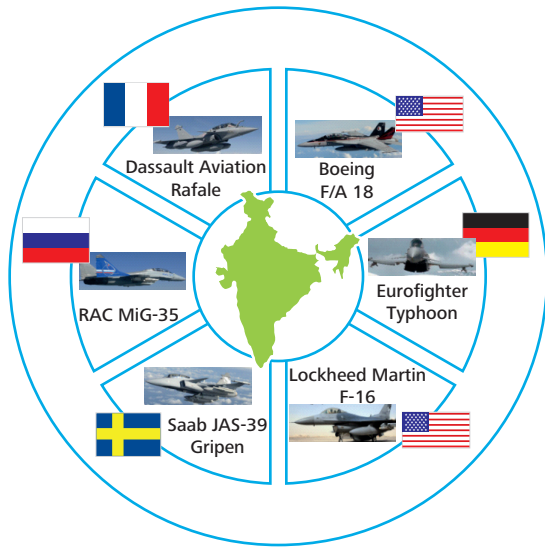 Dassault Aviation
Rafale
Boeing
F/A 18
RAC MiG-35
Eurofighter
Typhoon
Saab JAS-39
Gripen
Lockheed Martin
F-16